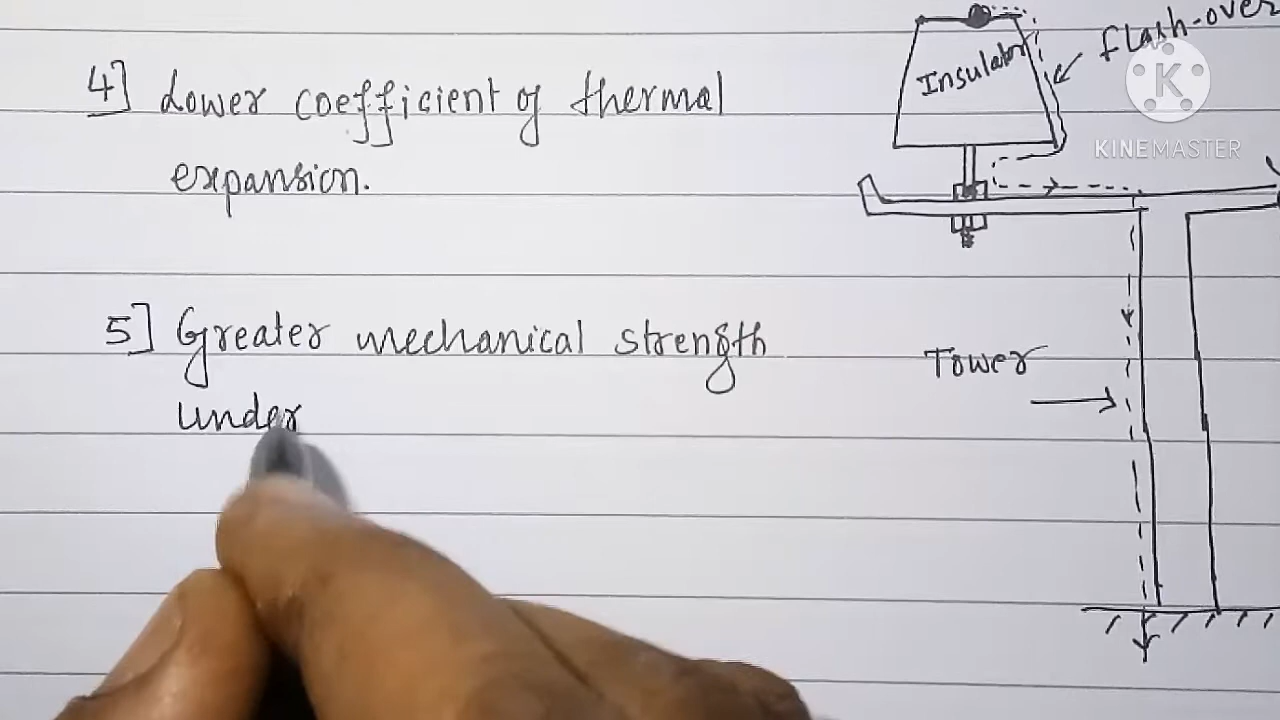 4] Lower coefficient of thermal
expansion.
5] Greater mechanical strength
under
Insulator
flash-over
Tower
K
KINEMASTER